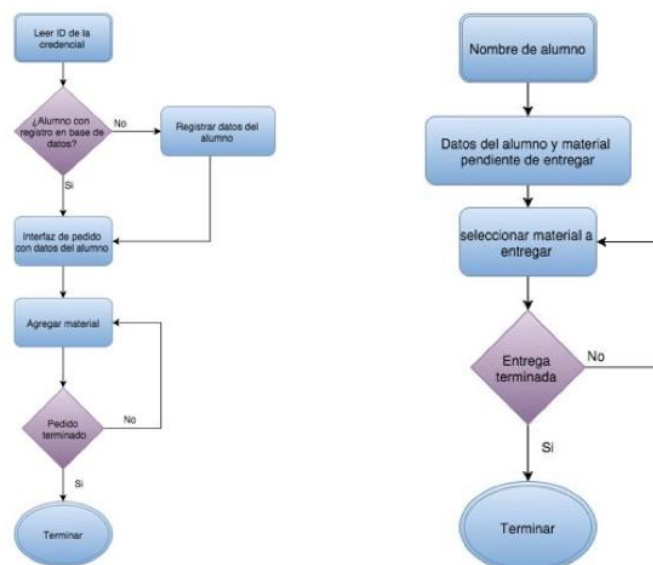 Leer ID de la
credencial
¿Alumno con
registro en base de
datos?
No
Registrar datos del
alumno
Si
Interfaz de pedido
con datos del alumno
Agregar material
Pedido
terminado
No
Si
Terminar
Nombre de alumno
Datos del alumno y material
pendiente de entregar
seleccionar material a
entregar
Entrega
terminada
No
Si
Terminar